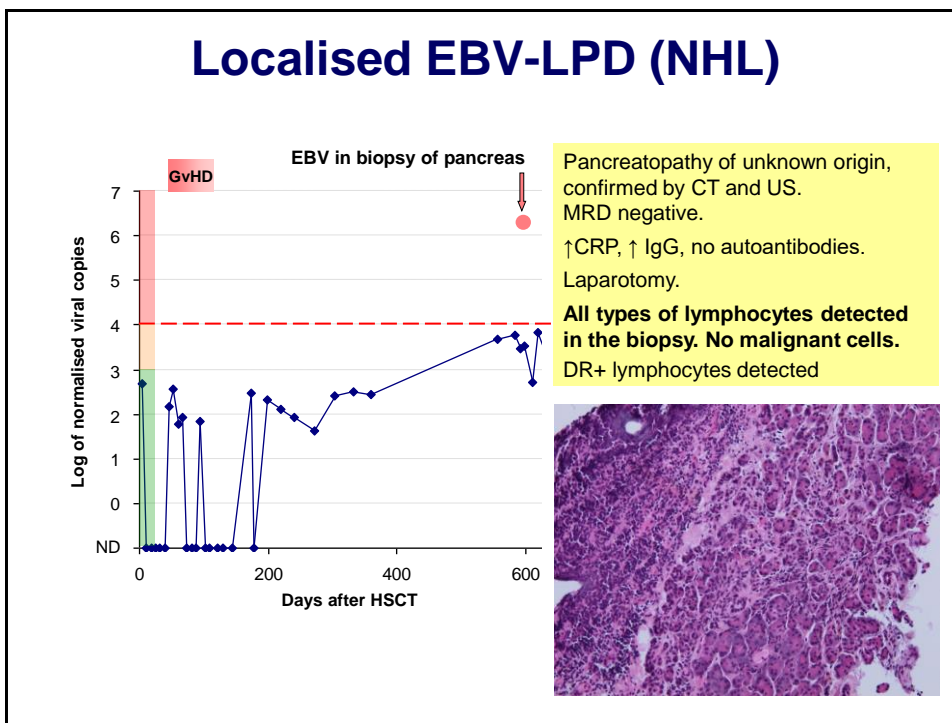 Localised EBV-LPD (NHL)
EBV in biopsy of pancreas
GvHD
7
6
5
4
3
2
1
0
ND
Log of normalised viral copies
0
200
400
600
Days after HSCT
Pancreatopathy of unknown origin,
confirmed by CT and US.
MRD negative.
↑CRP, ↑ IgG, no autoantibodies.
Laparotomy.
All types of lymphocytes detected
in the biopsy. No malignant cells.
DR+ lymphocytes detected